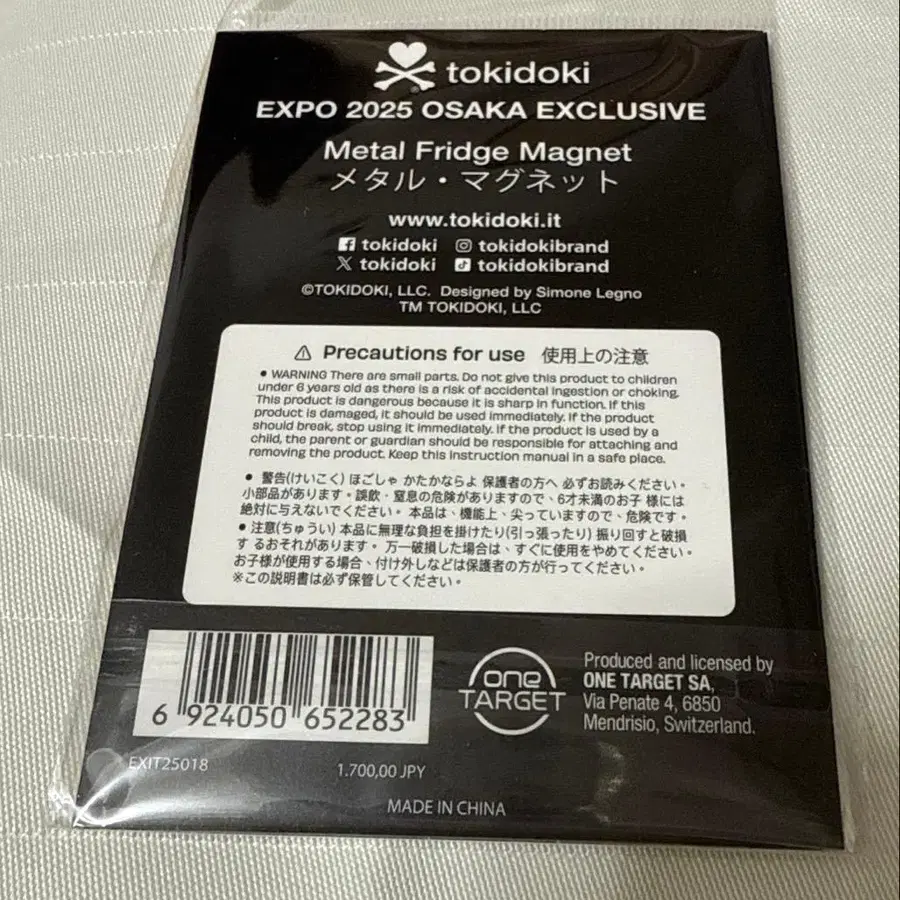 tokidoki
EXPO 2025 OSAKA EXCLUSIVE
Metal Fridge Magnet
メタル・マグネット
www.tokidoki.it
tokidoki tokidokibrand
tokidoki tokidokibrand
©TOKIDOKI, LLC. Designed by Simone Legno
TM TOKIDOKI, LLC
⚠ Precautions for use 使用上の注意
• WARNING There are small parts. Do not give this product to children
under 6 years old as there is a risk of accidental ingestion or choking.
This product is dangerous because it is sharp in function. If this
product is damaged, it should be used immediately. If the product
should break, stop using it immediately. If the product is used by a
child, the parent or guardian should be responsible for attaching and
removing the product. Keep this instruction manual in a safe place.
• 警告(けいこく) ほごしゃ かたかならよ 保護者の方へ 必ずお読みください。
小部品があります。誤飲・窒息の危険がありますので、6才未満のお子 様には
絶対に与えないでください。 本品は、機能上、尖っていますので、危険です。
• 注意(ちゅうい) 本品に無理な負担を掛けたり(引っ張ったり) 振り回すと破損
す るおそれがあります。 万一破損した場合は、すぐに使用をやめてください。
お子様が使用する場合、付け外しなどは保護者の方が行ってください。
※この説明書は必ず保管してください。
6 924050 652283
one
TARGET
Produced and licensed by
ONE TARGET SA,
Via Penate 4, 6850
Mendrisio, Switzerland.
EXIT25018
1.700,00 JPY
MADE IN CHINA